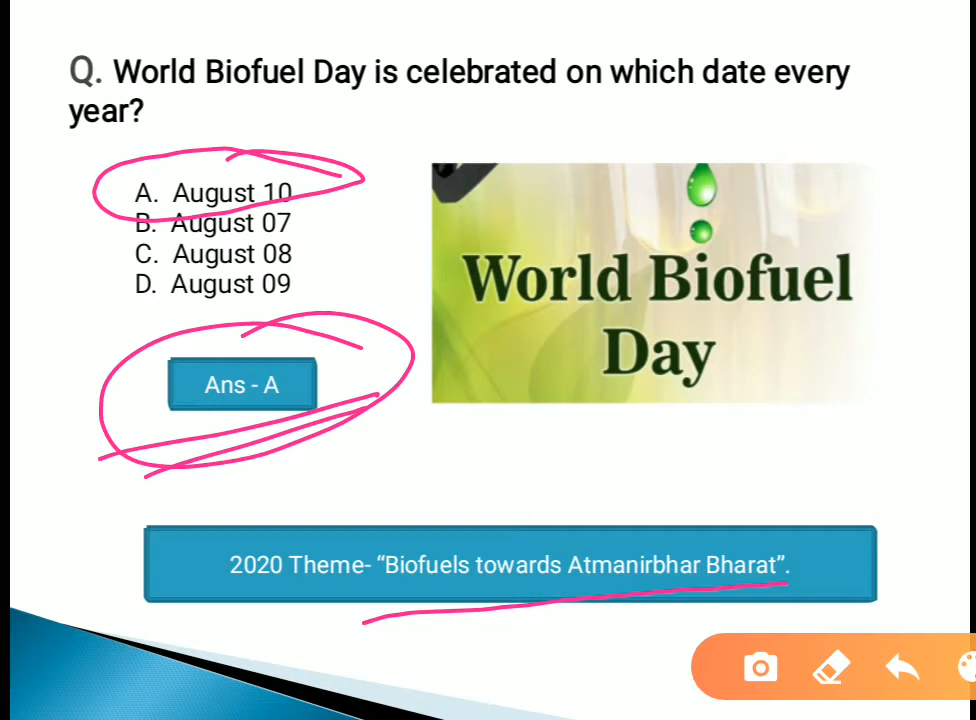 Q. World Biofuel Day is celebrated on which date every
year?
A. August 10
B. August 07
C. August 08
D. August 09
World Biofuel
Day
Ans - A
2020 Theme- “Biofuels towards Atmanirbhar Bharat”.